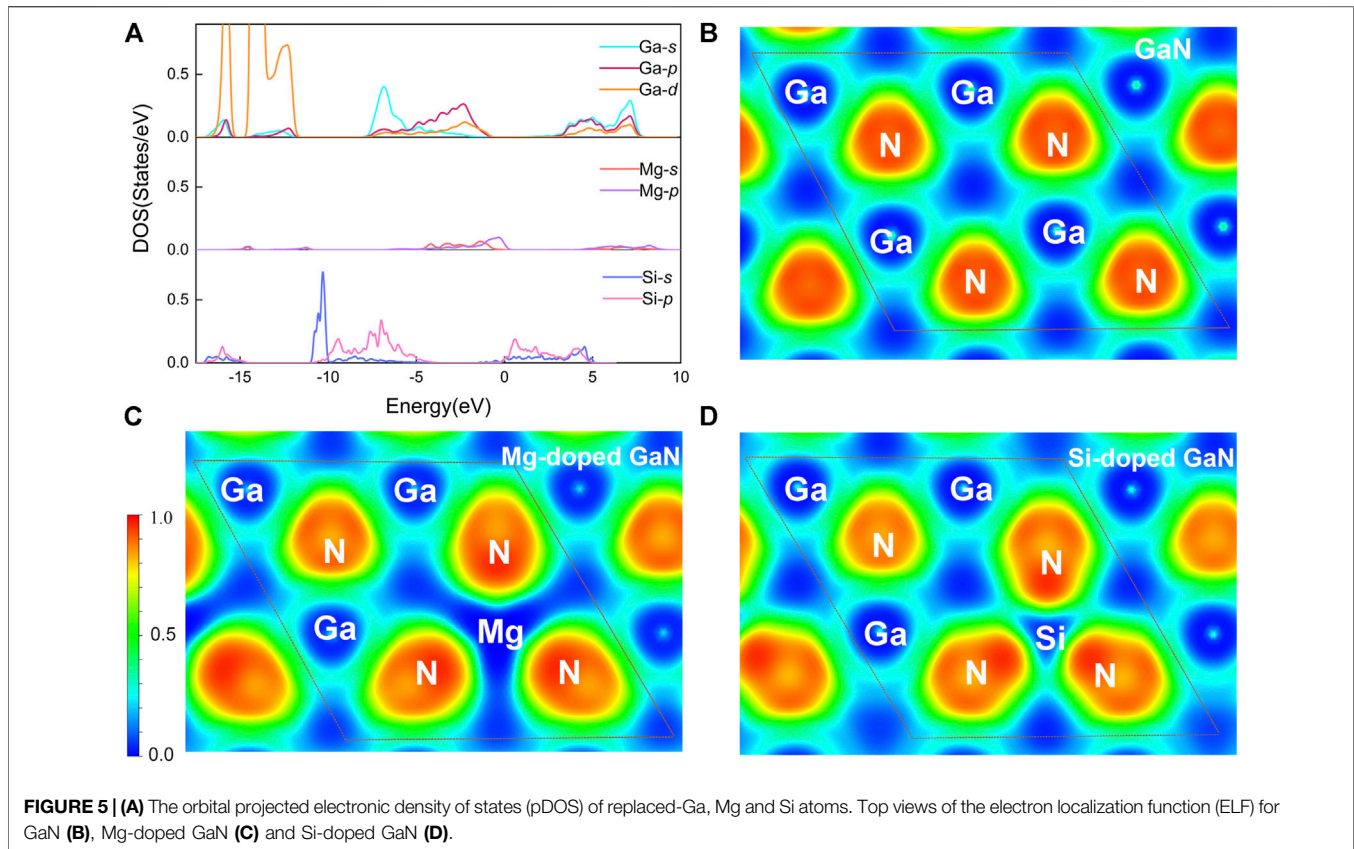 A
Ga-s
Ga-p
Ga-d
0.5
0.0
Mg-s
Mg-p
0.5
0.0
Si-s
Si-p
0.5
0.0
DOS(States/eV)
-15 -10 -5 0 5 10
Energy(eV)
B
GaN
Ga Ga
N N
Ga Ga
N N
C
Mg-doped GaN
Ga Ga
N N
Ga Mg
N N
1.0
0.5
0.0
D
Si-doped GaN
Ga Ga
N N
Ga Si
N N
FIGURE 5 | (A) The orbital projected electronic density of states (pDOS) of replaced-Ga, Mg and Si atoms. Top views of the electron localization function (ELF) for
GaN (B), Mg-doped GaN (C) and Si-doped GaN (D).